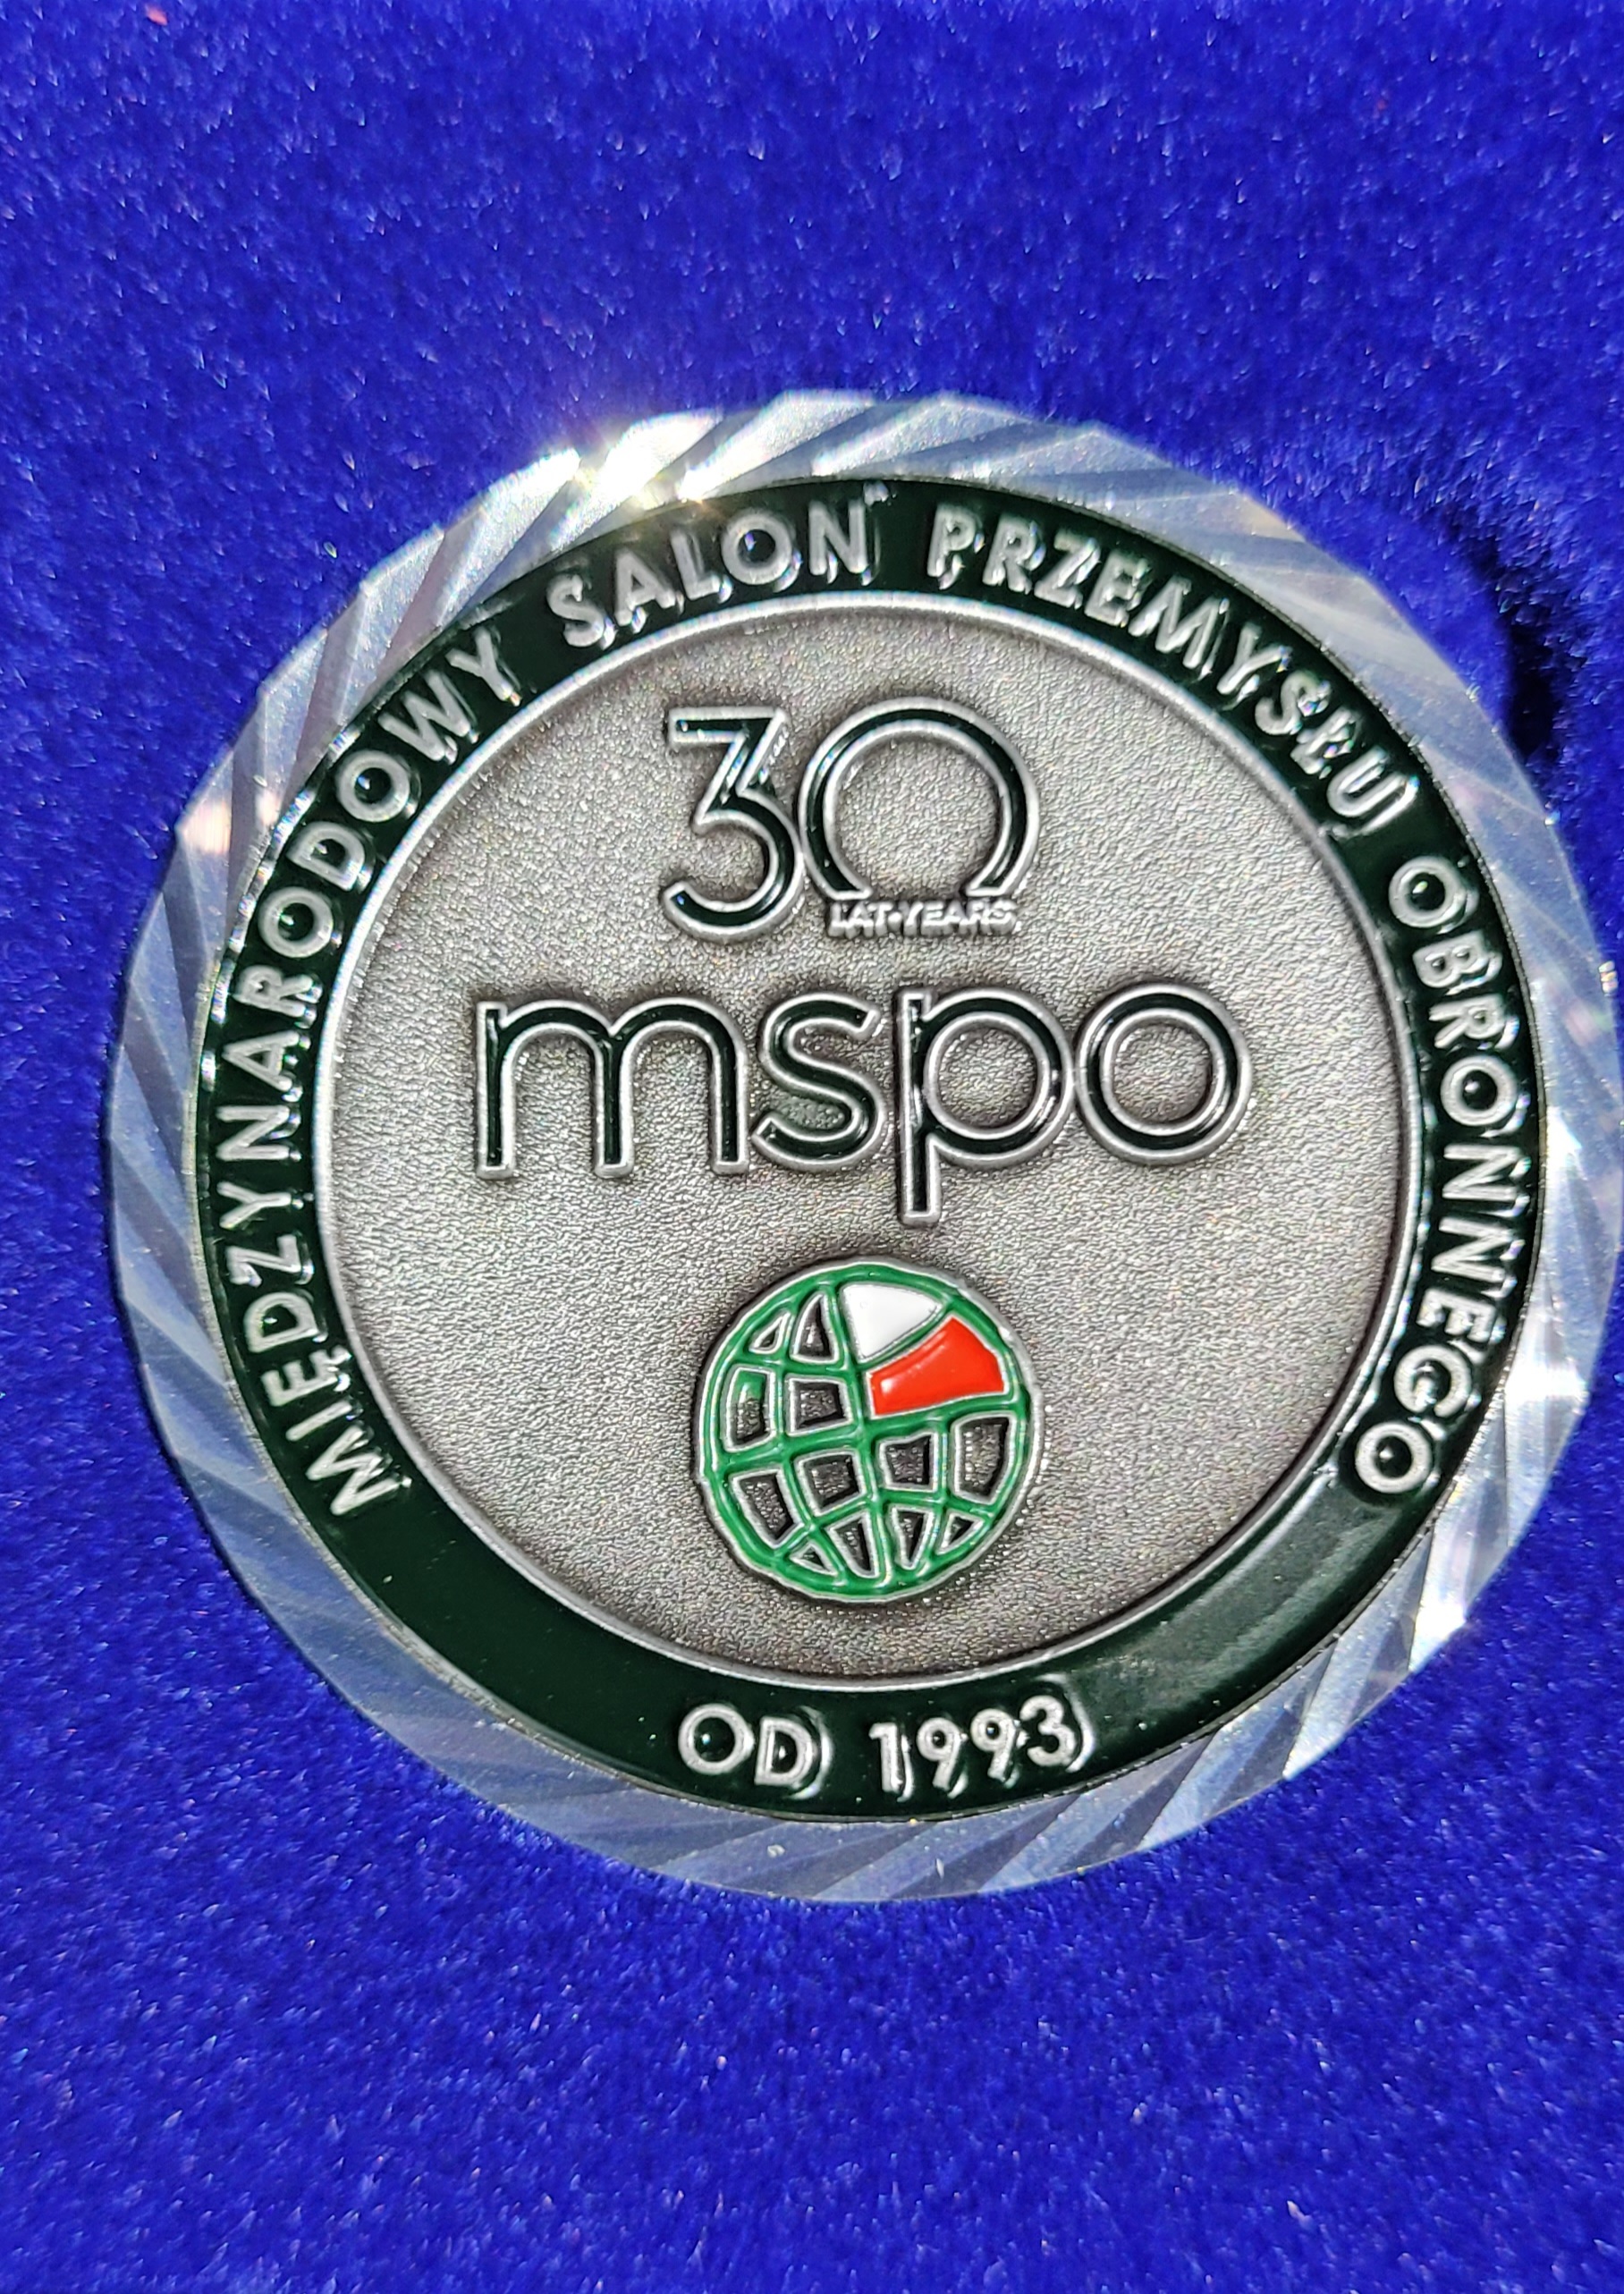 MIĘDZYNARODOWY SALON PRZEMYSŁU OBRONNEGO
30
LAT·YEARS
mspo
OD 1993